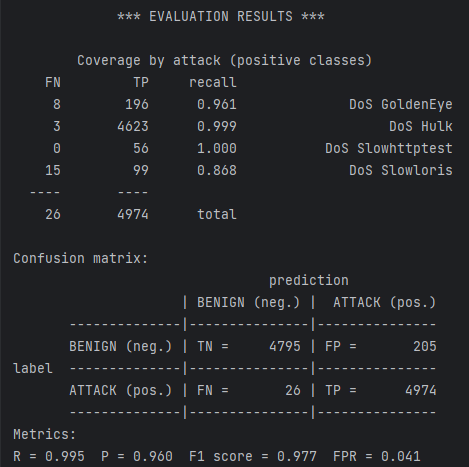 *** EVALUATION RESULTS ***
Coverage by attack (positive classes)
FN TP recall
8 196 0.961 DoS GoldenEye
3 4623 0.999 DoS Hulk
0 56 1.000 DoS Slowhttptest
15 99 0.868 DoS Slowloris
---- ----
26 4974 total
Confusion matrix:
prediction
| BENIGN (neg.) | ATTACK (pos.)
--------------|---------------|---------------
BENIGN (neg.) | TN = 4795 | FP = 205
label --------------|---------------|---------------
ATTACK (pos.) | FN = 26 | TP = 4974
--------------|---------------|---------------
Metrics:
R = 0.995 P = 0.960 F1 score = 0.977 FPR = 0.041